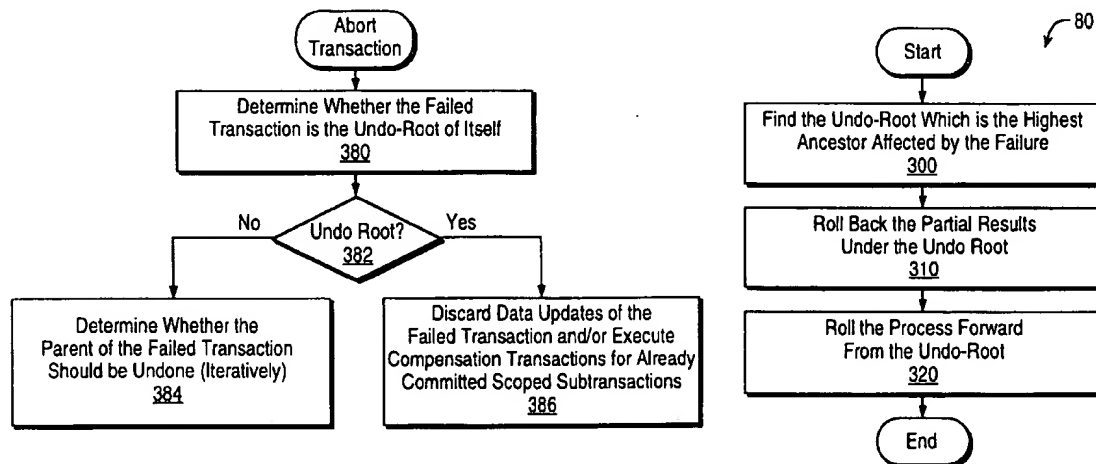 Abort
Transaction
Determine Whether the Failed
Transaction is the Undo-Root of Itself
380
No
Undo Root?
382
Yes
Determine Whether the
Parent of the Failed Transaction
Should be Undone (Iteratively)
384
Discard Data Updates of the
Failed Transaction and/or Execute
Compensation Transactions for Already
Committed Scoped Subtransactions
386
80
Start
Find the Undo-Root Which is the Highest
Ancestor Affected by the Failure
300
Roll Back the Partial Results
Under the Undo Root
310
Roll the Process Forward
From the Undo-Root
320
End